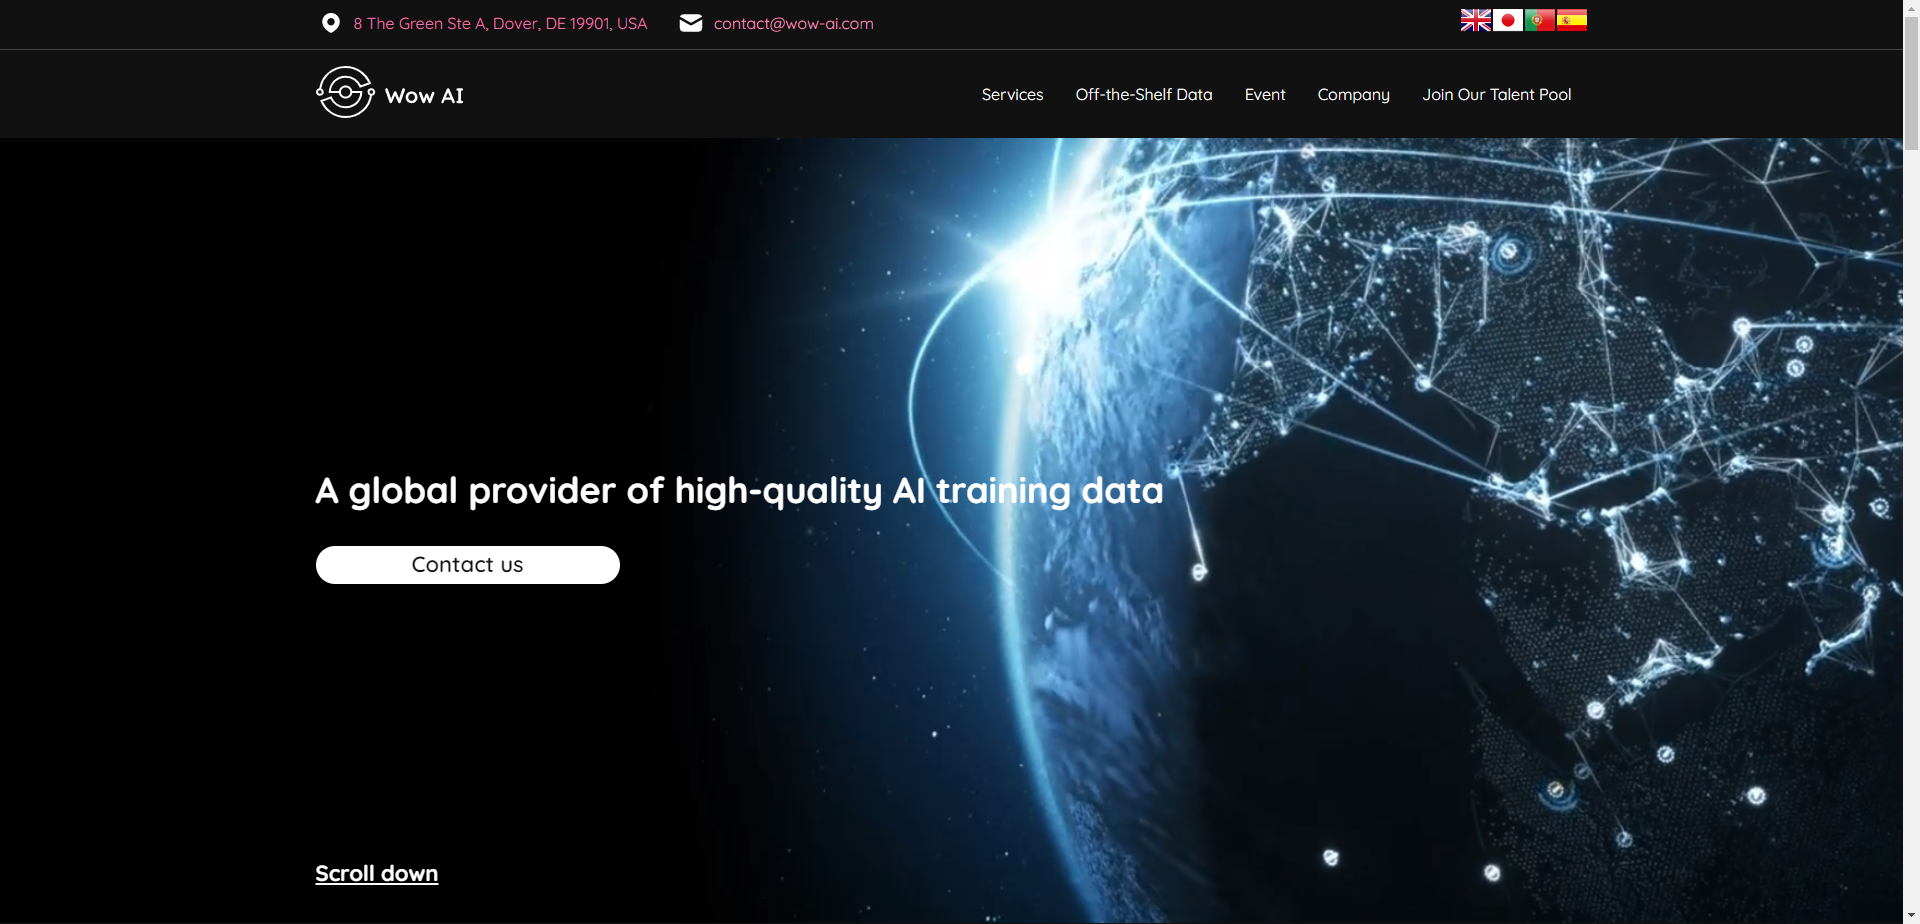 8 The Green Ste A, Dover, DE 19901, USA
contact@wow-ai.com
Wow AI
Services
Off-the-Shelf Data
Event
Company
Join Our Talent Pool
A global provider of high-quality AI training data
Contact us
Scroll down